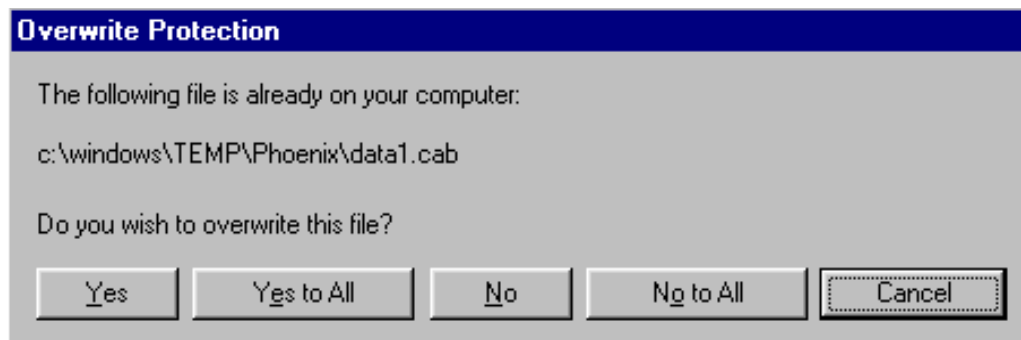 Overwrite Protection
The following file is already on your computer:
c:\windows\TEMP\Phoenix\data1.cab
Do you wish to overwrite this file?
Yes Yes to All No No to All Cancel